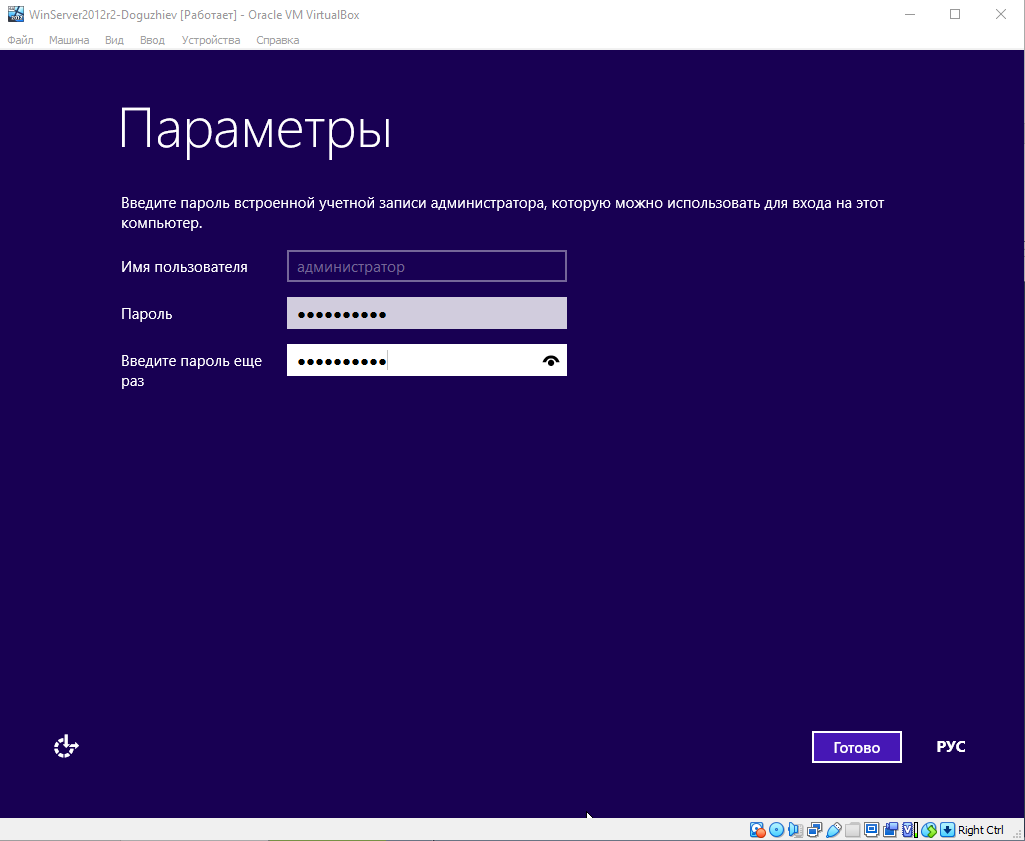 WinServer2012r2-Doguzhiev [Работает] - Oracle VM VirtualBox
Файл Машина Вид Ввод Устройства Справка
Параметры
Введите пароль встроенной учетной записи администратора, которую можно использовать для входа на этот
компьютер.
Имя пользователя администратор
Пароль ••••••••••
Введите пароль еще ••••••••••
раз
Готово РУС
Right Ctrl